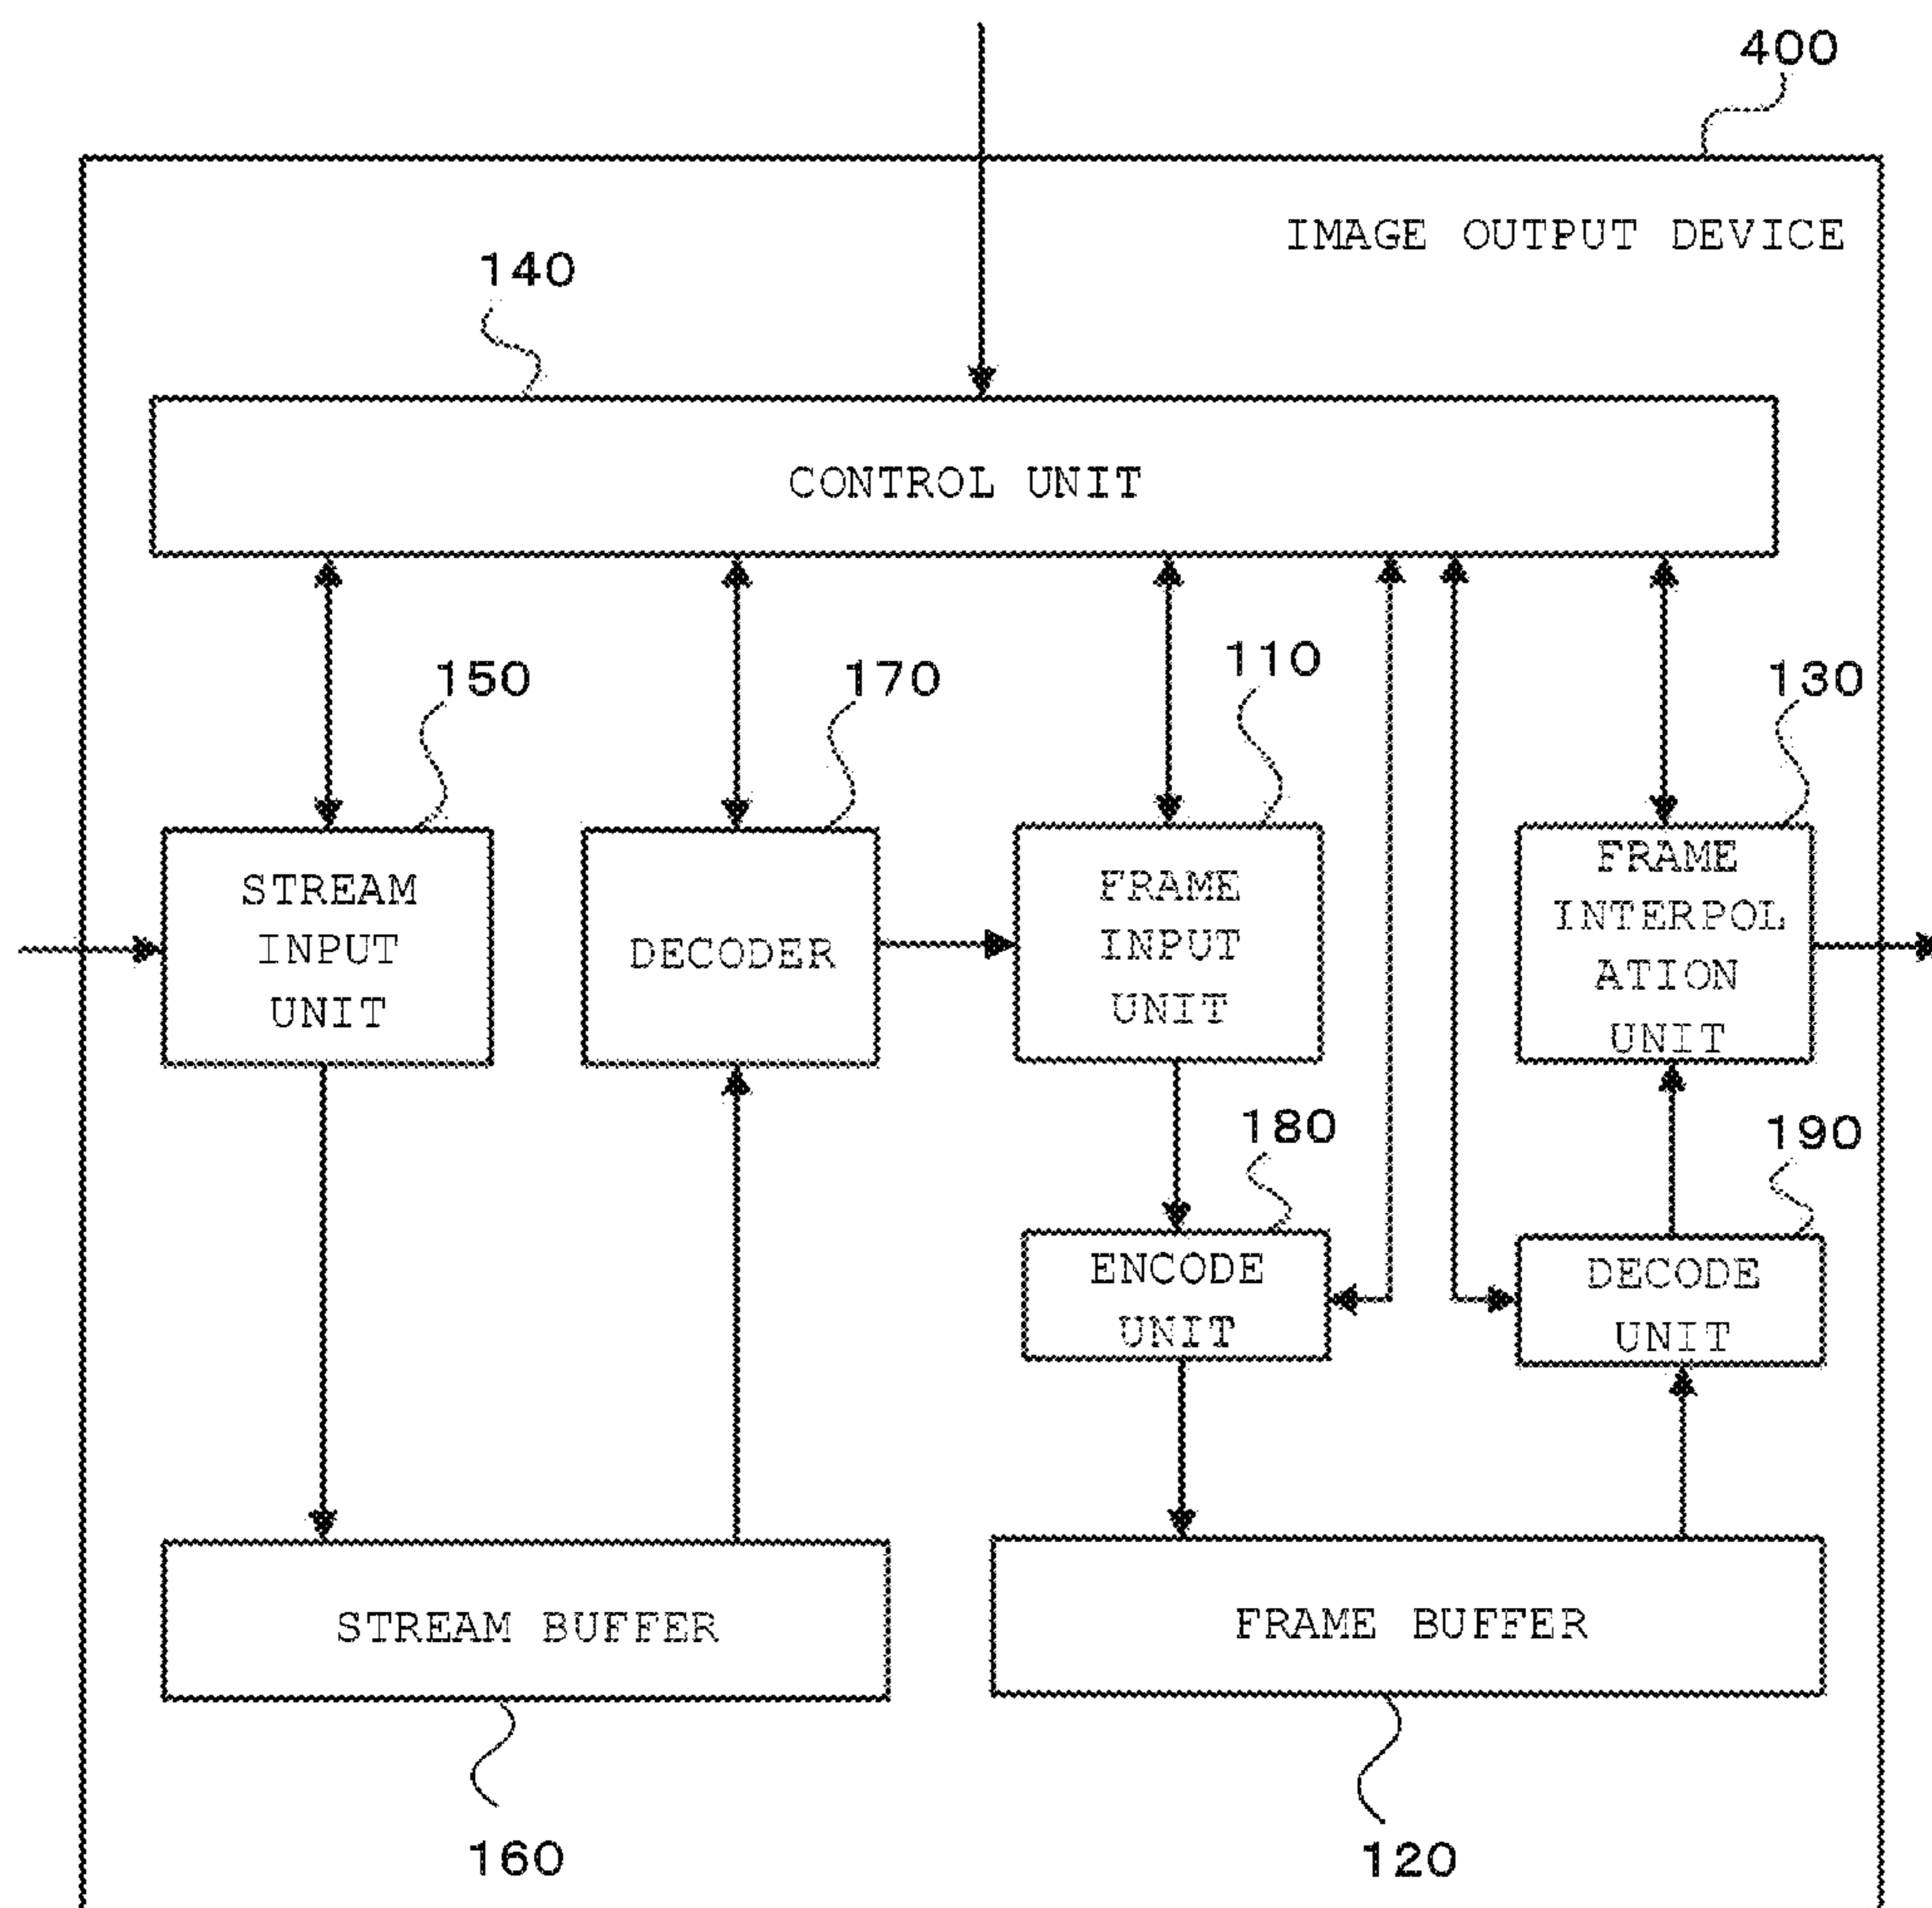 400
IMAGE OUTPUT DEVICE
140
CONTROL UNIT
150
170
110
130
STREAM
INPUT
UNIT
DECODER
FRAME
INPUT
UNIT
FRAME
INTERPOL
ATION
UNIT
180
190
ENCODE
UNIT
DECODE
UNIT
STREAM BUFFER
FRAME BUFFER
160
120